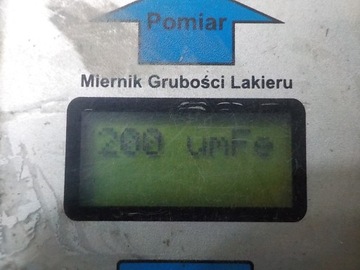 Pomiar
Miernik Grubości Lakieru
200 umFe